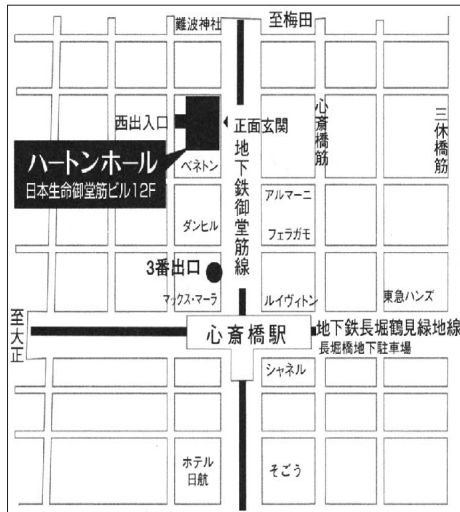 難波神社
至梅田
西出入口
正面玄関
心斎橋筋
三休橋筋
ハートンホール
日本生命御堂筋ビル12F
ベネトン
地下鉄御堂筋線
アルマーニ
ダンヒル
フェラガモ
3番出口
マックス・マーラ
ルイヴィトン
東急ハンズ
至大正
心斎橋駅
地下鉄長堀鶴見緑地線
長堀橋地下駐車場
シャネル
ホテル
日航
そごう